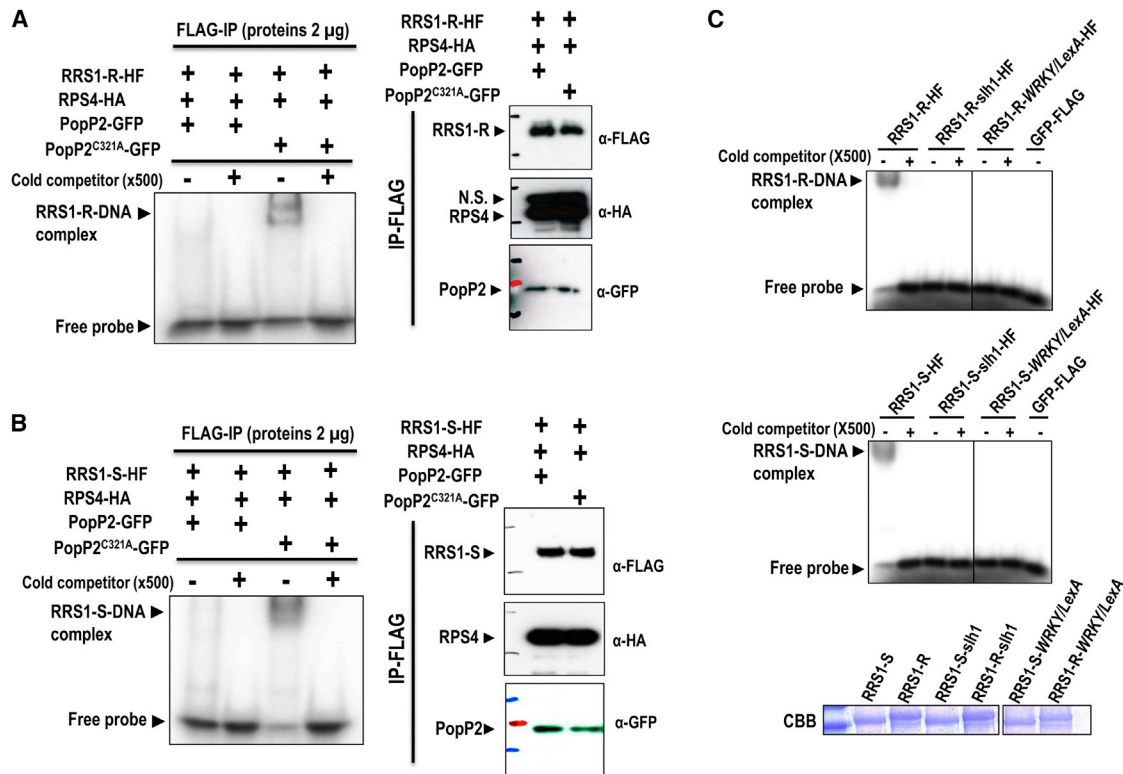 A
FLAG-IP (proteins 2 µg)
RRS1-R-HF + + + +
RPS4-HA + + + +
PopP2-GFP + +
PopP2C321A-GFP + +
Cold competitor (x500) - + - +
RRS1-R-DNA
complex
Free probe
RRS1-R-HF + +
RPS4-HA + +
PopP2-GFP +
PopP2C321A-GFP +
IP-FLAG
RRS1-R α-FLAG
N.S.
RPS4 α-HA
PopP2 α-GFP
B
FLAG-IP (proteins 2 µg)
RRS1-S-HF + + + +
RPS4-HA + + + +
PopP2-GFP + +
PopP2C321A-GFP + +
Cold competitor (x500) - + - +
RRS1-S-DNA
complex
Free probe
RRS1-S-HF + +
RPS4-HA + +
PopP2-GFP +
PopP2C321A-GFP +
IP-FLAG
RRS1-S α-FLAG
RPS4 α-HA
PopP2 α-GFP
C
RRS1-R-HF
RRS1-R-slh1-HF
RRS1-R-WRKY/LexA-HF
GFP-FLAG
Cold competitor (X500) - + - + - + -
RRS1-R-DNA
complex
Free probe
RRS1-S-HF
RRS1-S-slh1-HF
RRS1-S-WRKY/LexA-HF
GFP-FLAG
Cold competitor (X500) - + - + - + -
RRS1-S-DNA
complex
Free probe
RRS1-S
RRS1-R
RRS1-S-slh1
RRS1-R-slh1
RRS1-S-WRKY/LexA
RRS1-R-WRKY/LexA
CBB